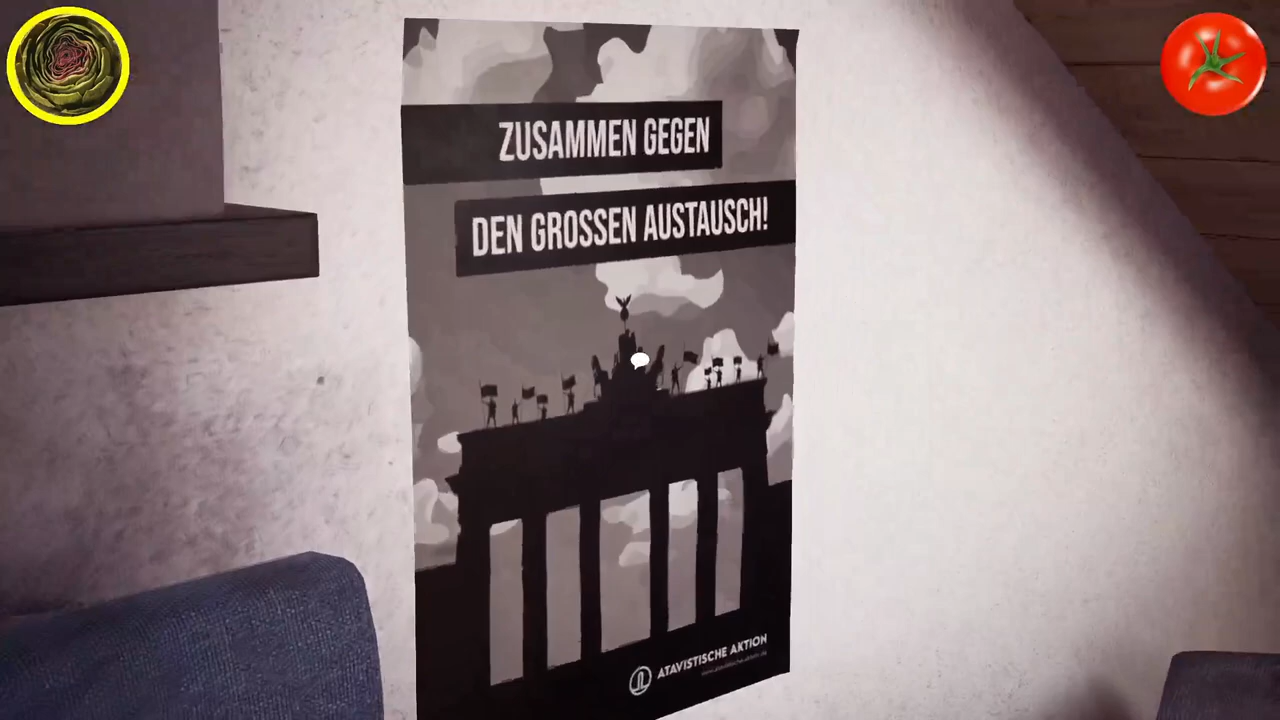 ZUSAMMEN GEGEN
DEN GROSSEN AUSTAUSCH!
ATAVISTISCHE AKTION